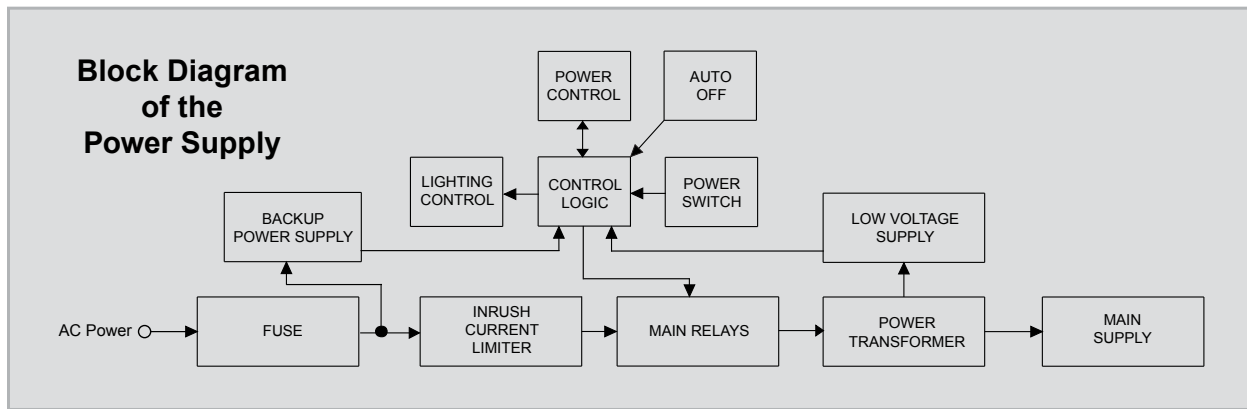 Block Diagram
of the
Power Supply
POWER
CONTROL
AUTO
OFF
LIGHTING
CONTROL
CONTROL
LOGIC
POWER
SWITCH
BACKUP
POWER SUPPLY
LOW VOLTAGE
SUPPLY
AC Power
FUSE
INRUSH
CURRENT
LIMITER
MAIN RELAYS
POWER
TRANSFORMER
MAIN
SUPPLY